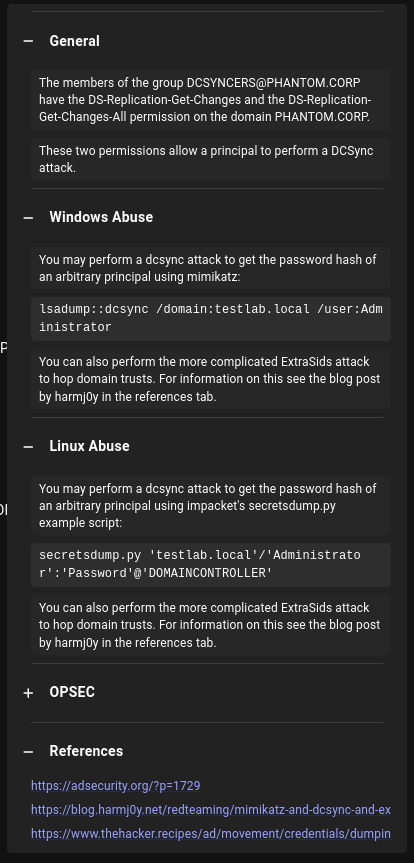 General
The members of the group DCSYNCERS@PHANTOM.CORP
have the DS-Replication-Get-Changes and the DS-Replication-
Get-Changes-All permission on the domain PHANTOM.CORP.
These two permissions allow a principal to perform a DCSync
attack.
Windows Abuse
You may perform a dcsync attack to get the password hash of
an arbitrary principal using mimikatz:
lsadump::dcsync /domain:testlab.local /user:Adm
inistrator
You can also perform the more complicated ExtraSids attack
to hop domain trusts. For information on this see the blog post
by harmj0y in the references tab.
Linux Abuse
You may perform a dcsync attack to get the password hash of
an arbitrary principal using impacket's secretsdump.py
example script:
secretsdump.py 'testlab.local'/'Administrato
r':'Password'@'DOMAINCONTROLLER'
You can also perform the more complicated ExtraSids attack
to hop domain trusts. For information on this see the blog post
by harmj0y in the references tab.
OPSEC
References
https://adsecurity.org/?p=1729
https://blog.harmj0y.net/redteaming/mimikatz-and-dcsync-and-ex
https://www.thehacker.recipes/ad/movement/credentials/dumpin